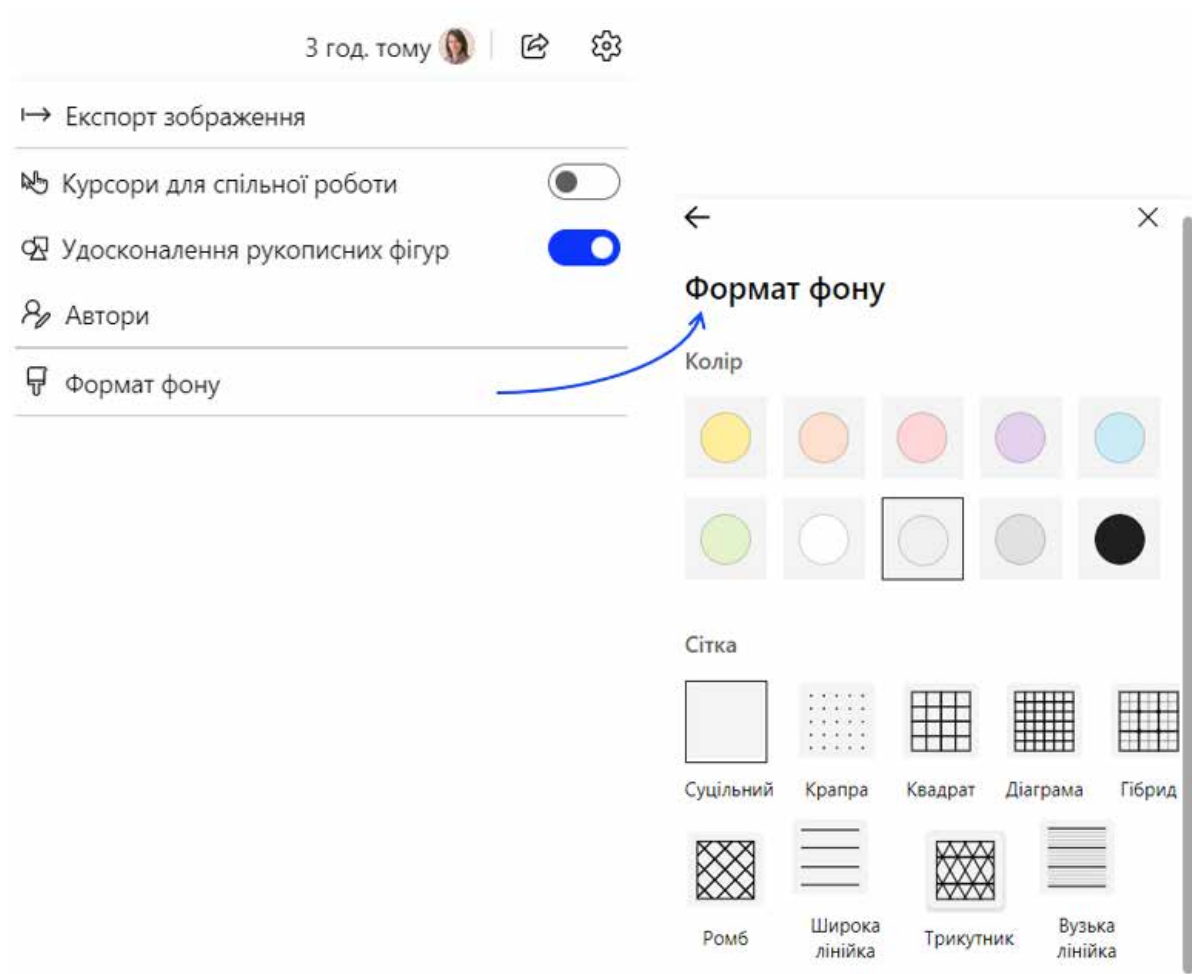 3 год. тому
Експорт зображення
Курсори для спільної роботи
Удосконалення рукописних фігур
Автори
Формат фону
Формат фону
Колір
Сітка
Суцільний Крапра Квадрат Діаграма Гібрид
Ромб Широка лінійка Трикутник Вузька лінійка